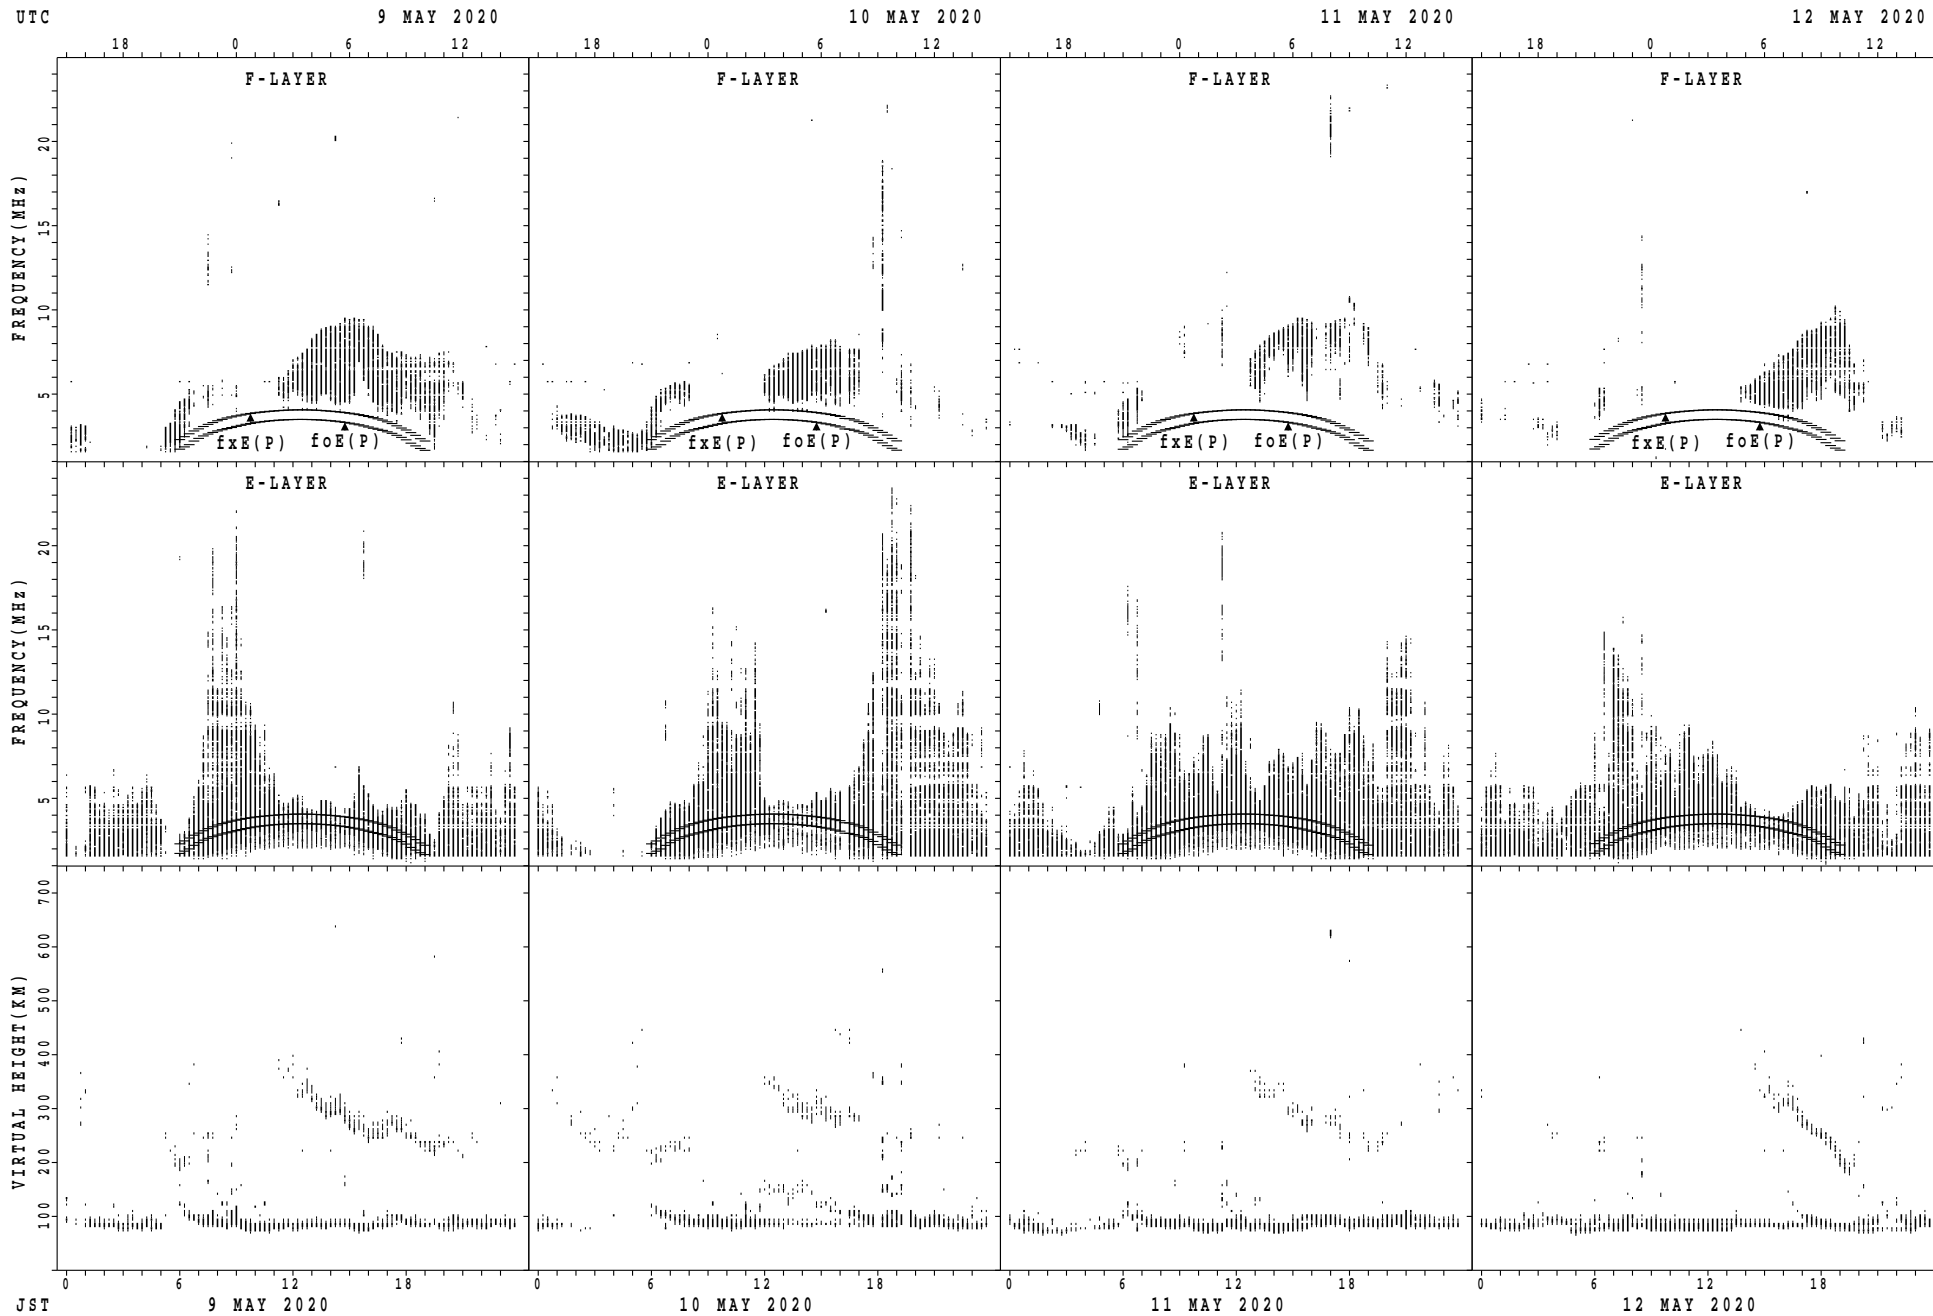 UTC 9 MAY 2020 10 MAY 2020 11 MAY 2020 12 MAY 2020
18 0 6 12 18 0 6 12 18 0 6 12 18 0 6 12
F-LAYER F-LAYER F-LAYER F-LAYER
FREQUENCY(MHz)
20
15
10
5
fxE(P) foE(P) fxE(P) foE(P) fxE(P) foE(P) fxE(P) foE(P)
E-LAYER E-LAYER E-LAYER E-LAYER
FREQUENCY(MHz)
20
15
10
5
VIRTUAL HEIGHT(KM)
700
600
500
400
300
200
100
0 6 12 18 0 6 12 18 0 6 12 18 0 6 12 18
JST 9 MAY 2020 10 MAY 2020 11 MAY 2020 12 MAY 2020